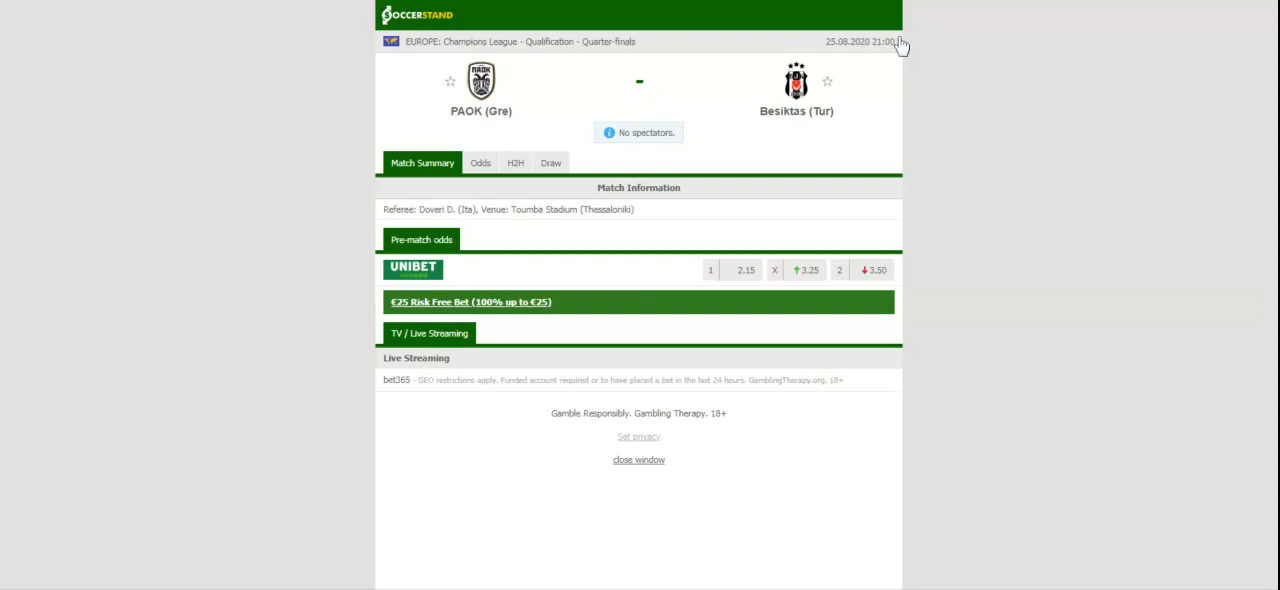 SOCCERSTAND
EUROPE: Champions League - Qualification - Quarter-finals 25.08.2020 21:00
ПAOK
PAOK (Gre) - Besiktas (Tur)
i No spectators.
Match Summary Odds H2H Draw
Match Information
Referee: Doveri D. (Ita), Venue: Toumba Stadium (Thessaloniki)
Pre-match odds
UNIBET 1 2.15 X 3.25 2 3.50
€25 Risk Free Bet (100% up to €25)
TV / Live Streaming
Live Streaming
bet365 - GEO restrictions apply. Funded account required or to have placed a bet in the last 24 hours. GamblingTherapy.org. 18+
Gamble Responsibly. Gambling Therapy. 18+
Set privacy
close window